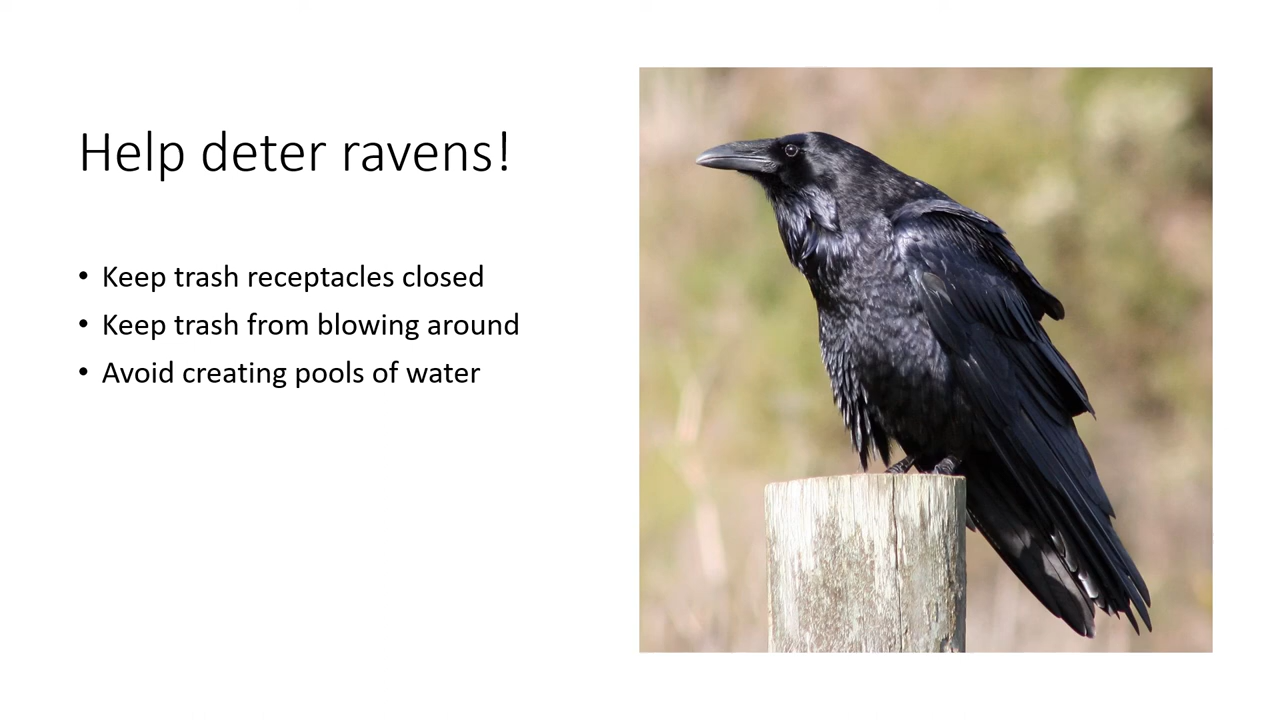 Help deter ravens!
• Keep trash receptacles closed
• Keep trash from blowing around
• Avoid creating pools of water